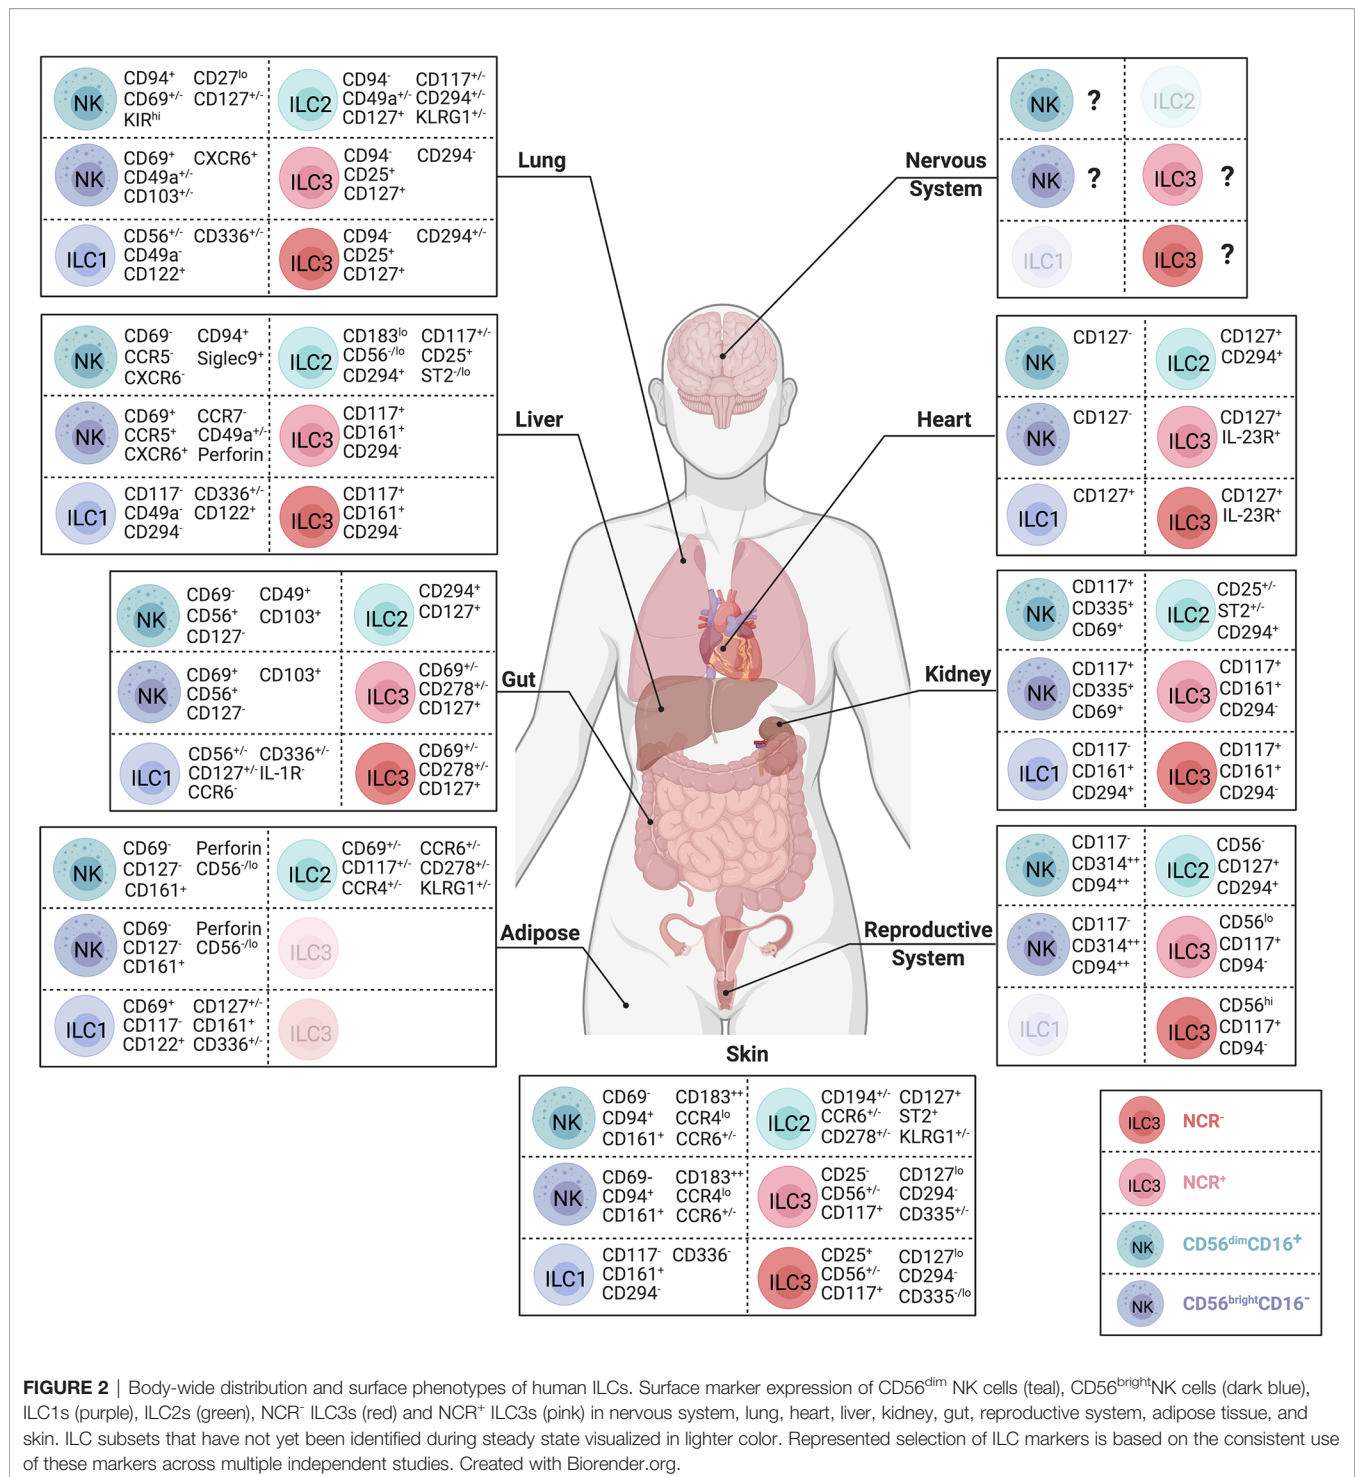 Lung
NK
CD94⁺ CD27ˡᵒ
CD69⁺/⁻ CD127⁺/⁻
KIRʰⁱ
ILC2
CD94⁻ CD117⁺/⁻
CD49a⁺/⁻ CD294⁺/⁻
CD127⁺ KLRG1⁺/⁻
NK
CD69⁺ CXCR6⁺
CD49a⁺/⁻
CD103⁺/⁻
ILC3
CD94⁻ CD294⁻
CD25⁺
CD127⁺
ILC1
CD56⁺/⁻ CD336⁺/⁻
CD49a⁻
CD122⁺
ILC3
CD94⁻ CD294⁺/⁻
CD25⁺
CD127⁺
Nervous
System
NK ?
ILC2
NK ?
ILC3 ?
ILC1
ILC3 ?
Liver
NK
CD69⁻ CD94⁺
CCR5⁻ Siglec9⁺
CXCR6⁻
ILC2
CD183ˡᵒ CD117⁺/⁻
CD56⁻/ˡᵒ CD25⁺
CD294⁺ ST2⁻/ˡᵒ
NK
CD69⁺ CCR7⁻
CCR5⁺ CD49a⁺/⁻
CXCR6⁺ Perforin
ILC3
CD117⁺
CD161⁺
CD294⁻
ILC1
CD117⁻ CD336⁺/⁻
CD49a⁻ CD122⁺
CD294⁻
ILC3
CD117⁺
CD161⁺
CD294⁻
Heart
NK
CD127⁻
ILC2
CD127⁺
CD294⁺
NK
CD127⁻
ILC3
CD127⁺
IL-23R⁺
ILC1
CD127⁺
ILC3
CD127⁺
IL-23R⁺
Gut
NK
CD69⁻ CD49⁺
CD56⁺ CD103⁺
CD127⁻
ILC2
CD294⁺
CD127⁺
NK
CD69⁺ CD103⁺
CD56⁺
CD127⁻
ILC3
CD69⁺/⁻
CD278⁺/⁻
CD127⁺
ILC1
CD56⁺/⁻ CD336⁺/⁻
CD127⁺/⁻ IL-1R⁻
CCR6⁻
ILC3
CD69⁺/⁻
CD278⁺/⁻
CD127⁺
Kidney
NK
CD117⁺
CD335⁺
CD69⁺
ILC2
CD25⁺/⁻
ST2⁺/⁻
CD294⁺
NK
CD117⁺
CD335⁺
CD69⁺
ILC3
CD117⁺
CD161⁺
CD294⁻
ILC1
CD117⁻
CD161⁺
CD294⁺
ILC3
CD117⁺
CD161⁺
CD294⁻
Adipose
NK
CD69⁻ Perforin
CD127⁻ CD56⁻/ˡᵒ
CD161⁺
ILC2
CD69⁺/⁻ CCR6⁺/⁻
CD117⁺/⁻ CD278⁺/⁻
CCR4⁺/⁻ KLRG1⁺/⁻
NK
CD69⁻ Perforin
CD127⁻ CD56⁻/ˡᵒ
CD161⁺
ILC3
ILC1
CD69⁺ CD127⁺/⁻
CD117⁻ CD161⁺
CD122⁺ CD336⁺/⁻
ILC3
Reproductive
System
NK
CD117⁻
CD314⁺⁺
CD94⁺⁺
ILC2
CD56⁻
CD127⁺
CD294⁺
NK
CD117⁻
CD314⁺⁺
CD94⁺⁺
ILC3
CD56ˡᵒ
CD117⁺
CD94⁻
ILC1
ILC3
CD56ʰⁱ
CD117⁺
CD94⁻
Skin
NK
CD69⁻ CD183⁺⁺
CD94⁺ CCR4ˡᵒ
CD161⁺ CCR6⁺/⁻
ILC2
CD194⁺/⁻ CD127⁺
CCR6⁺/⁻ ST2⁺
CD278⁺/⁻ KLRG1⁺/⁻
NK
CD69- CD183⁺⁺
CD94⁺ CCR4ˡᵒ
CD161⁺ CCR6⁺/⁻
ILC3
CD25⁻ CD127ˡᵒ
CD56⁺/⁻ CD294⁻
CD117⁺ CD335⁺/⁻
ILC1
CD117⁻ CD336⁻
CD161⁺
CD294⁻
ILC3
CD25⁺ CD127ˡᵒ
CD56⁺/⁻ CD294⁻
CD117⁺ CD335⁻/ˡᵒ
ILC3 NCR⁻
ILC3 NCR⁺
NK CD56ᵈⁱᵐCD16⁺
NK CD56ᵇʳⁱᵍʰᵗCD16⁻
FIGURE 2 | Body-wide distribution and surface phenotypes of human ILCs. Surface marker expression of CD56ᵈⁱᵐ NK cells (teal), CD56ᵇʳⁱᵍʰᵗNK cells (dark blue),
ILC1s (purple), ILC2s (green), NCR⁻ ILC3s (red) and NCR⁺ ILC3s (pink) in nervous system, lung, heart, liver, kidney, gut, reproductive system, adipose tissue, and
skin. ILC subsets that have not yet been identified during steady state visualized in lighter color. Represented selection of ILC markers is based on the consistent use
of these markers across multiple independent studies. Created with Biorender.org.